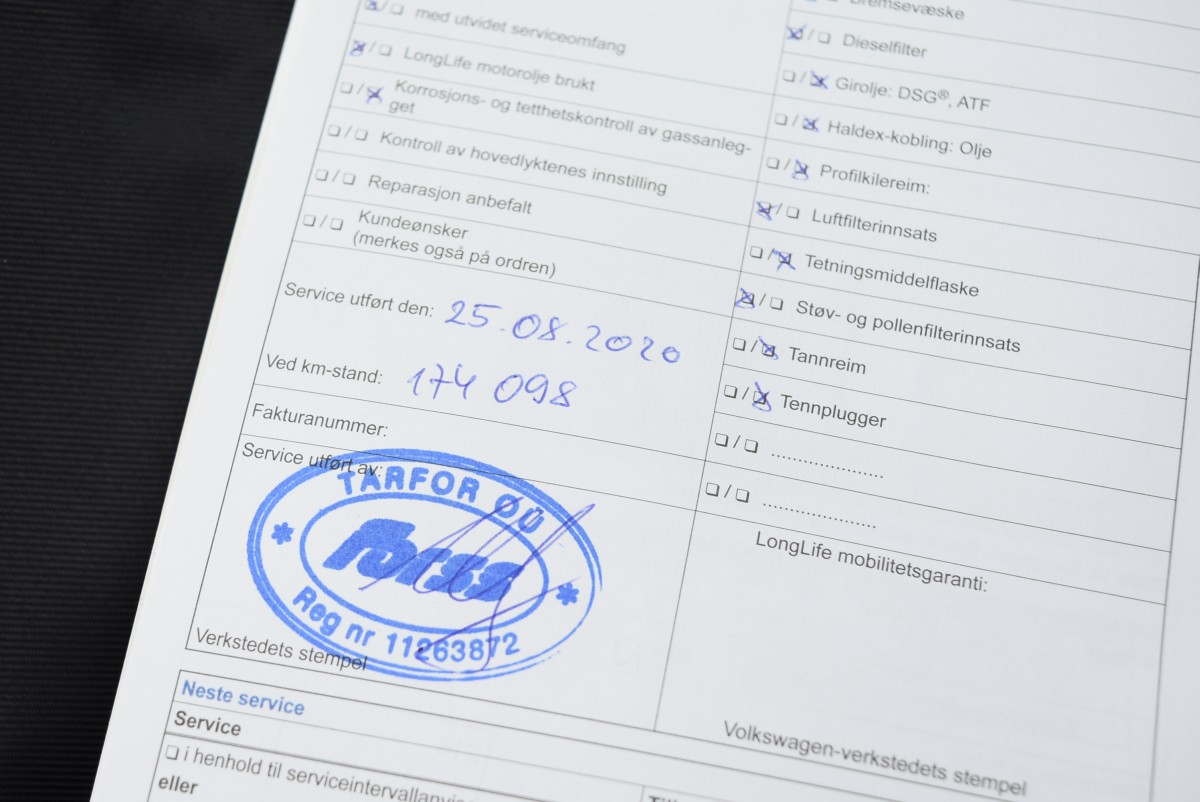 med utvidet serviceomfang
LongLife motorolje brukt
Korrosjons- og tetthetskontroll av gassanleg-
get
Kontroll av hovedlyktenes innstilling
Reparasjon anbefalt
Kundeønsker
(merkes også på ordren)
Service utført den: 25.08.2020
Ved km-stand: 174 098
Fakturanummer:
Service utført av:
TARFOR OÜ
Forss
Reg nr 11263872
Verkstedets stempel
Bremsevæske
Dieselfilter
Girolje: DSG®, ATF
Haldex-kobling: Olje
Profilkilereim:
Luftfilterinnsats
Tetningsmiddelflaske
Støv- og pollenfilterinnsats
Tannreim
Tennplugger
LongLife mobilitetsgaranti:
Volkswagen-verkstedets stempel
Neste service
Service
i henhold til serviceintervallanvis
eller